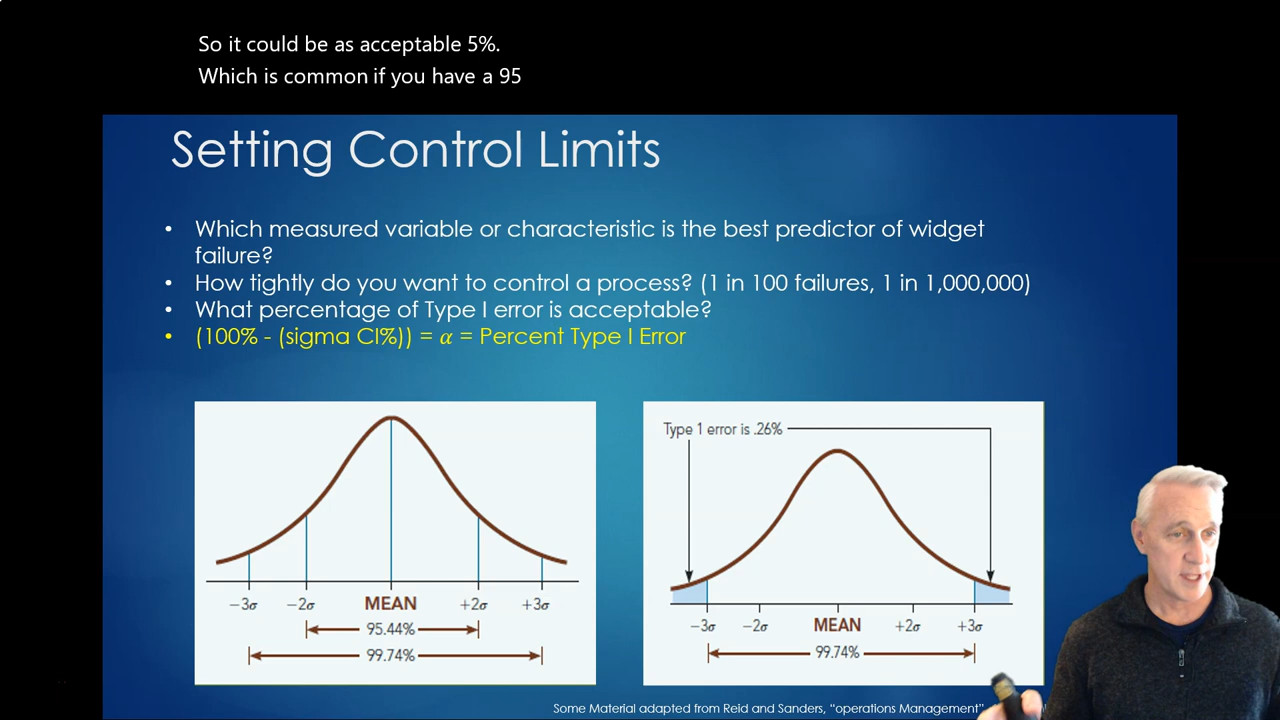 So it could be as acceptable 5%.
Which is common if you have a 95
Setting Control Limits
• Which measured variable or characteristic is the best predictor of widget
failure?
• How tightly do you want to control a process? (1 in 100 failures, 1 in 1,000,000)
• What percentage of Type I error is acceptable?
• (100% - (sigma CI%)) = α = Percent Type I Error
−3σ −2σ MEAN +2σ +3σ
95.44%
99.74%
Type 1 error is .26%
−3σ −2σ MEAN +2σ +3σ
99.74%
Some Material adapted from Reid and Sanders, “operations Management”